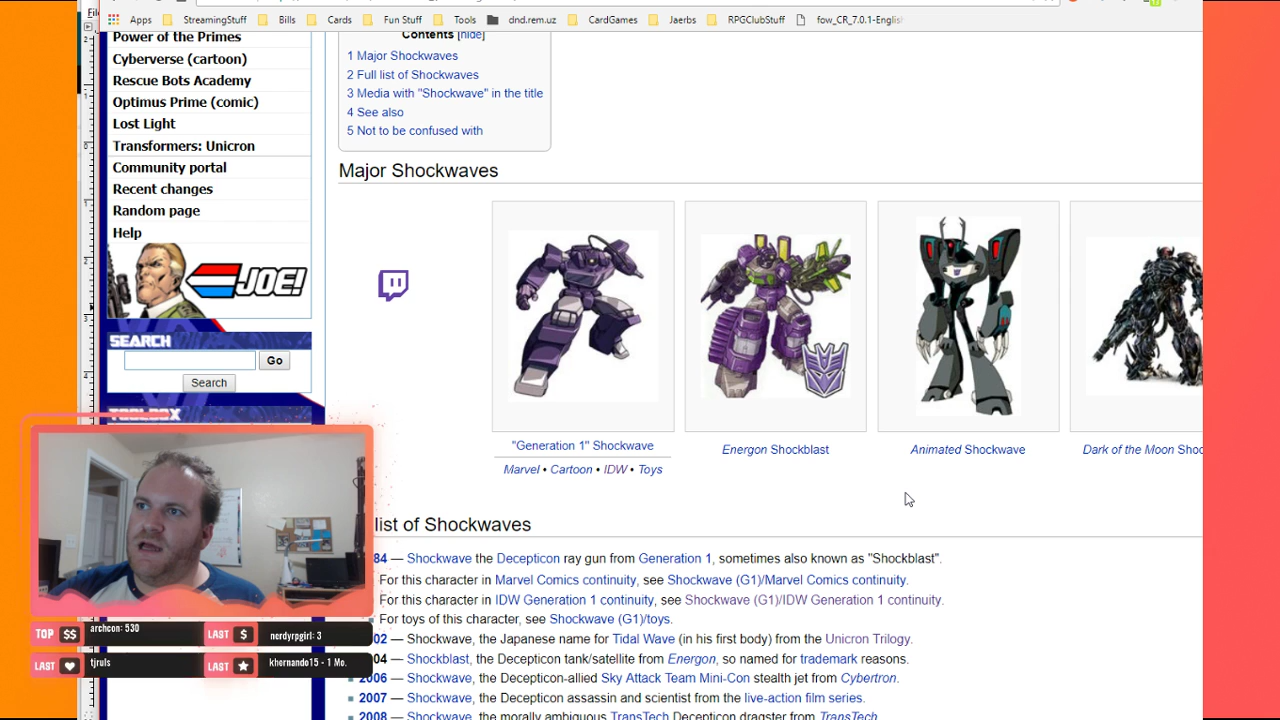 Apps StreamingStuff Bills Cards Fun Stuff Tools dnd.rem.uz CardGames Jaerbs RPGClubStuff fow_CR_7.0.1-English
Power of the Primes
Cyberverse (cartoon)
Rescue Bots Academy
Optimus Prime (comic)
Lost Light
Transformers: Unicron
Community portal
Recent changes
Random page
Help
JOE!
SEARCH
Go
Search
TOOLBOX
Contents [hide]
1 Major Shockwaves
2 Full list of Shockwaves
3 Media with "Shockwave" in the title
4 See also
5 Not to be confused with
Major Shockwaves
"Generation 1" Shockwave
Marvel • Cartoon • IDW • Toys
Energon Shockblast
Animated Shockwave
Dark of the Moon Shoc
list of Shockwaves
84 — Shockwave the Decepticon ray gun from Generation 1, sometimes also known as "Shockblast".
For this character in Marvel Comics continuity, see Shockwave (G1)/Marvel Comics continuity.
For this character in IDW Generation 1 continuity, see Shockwave (G1)/IDW Generation 1 continuity.
For toys of this character, see Shockwave (G1)/toys.
02 — Shockwave, the Japanese name for Tidal Wave (in his first body) from the Unicron Trilogy.
04 — Shockblast, the Decepticon tank/satellite from Energon, so named for trademark reasons.
2006 — Shockwave, the Decepticon-allied Sky Attack Team Mini-Con stealth jet from Cybertron.
2007 — Shockwave, the Decepticon assassin and scientist from the live-action film series.
2008 — Shockwave, the morally ambiguous TransTech Decepticon dragster from TransTech.
TOP $$ archcon: 530
LAST $ nerdyrpgirl: 3
LAST tjruls
LAST khernando15 - 1 Mo.